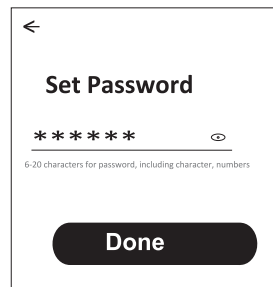 Set Password
******
6-20 characters for password, including character, numbers
Done